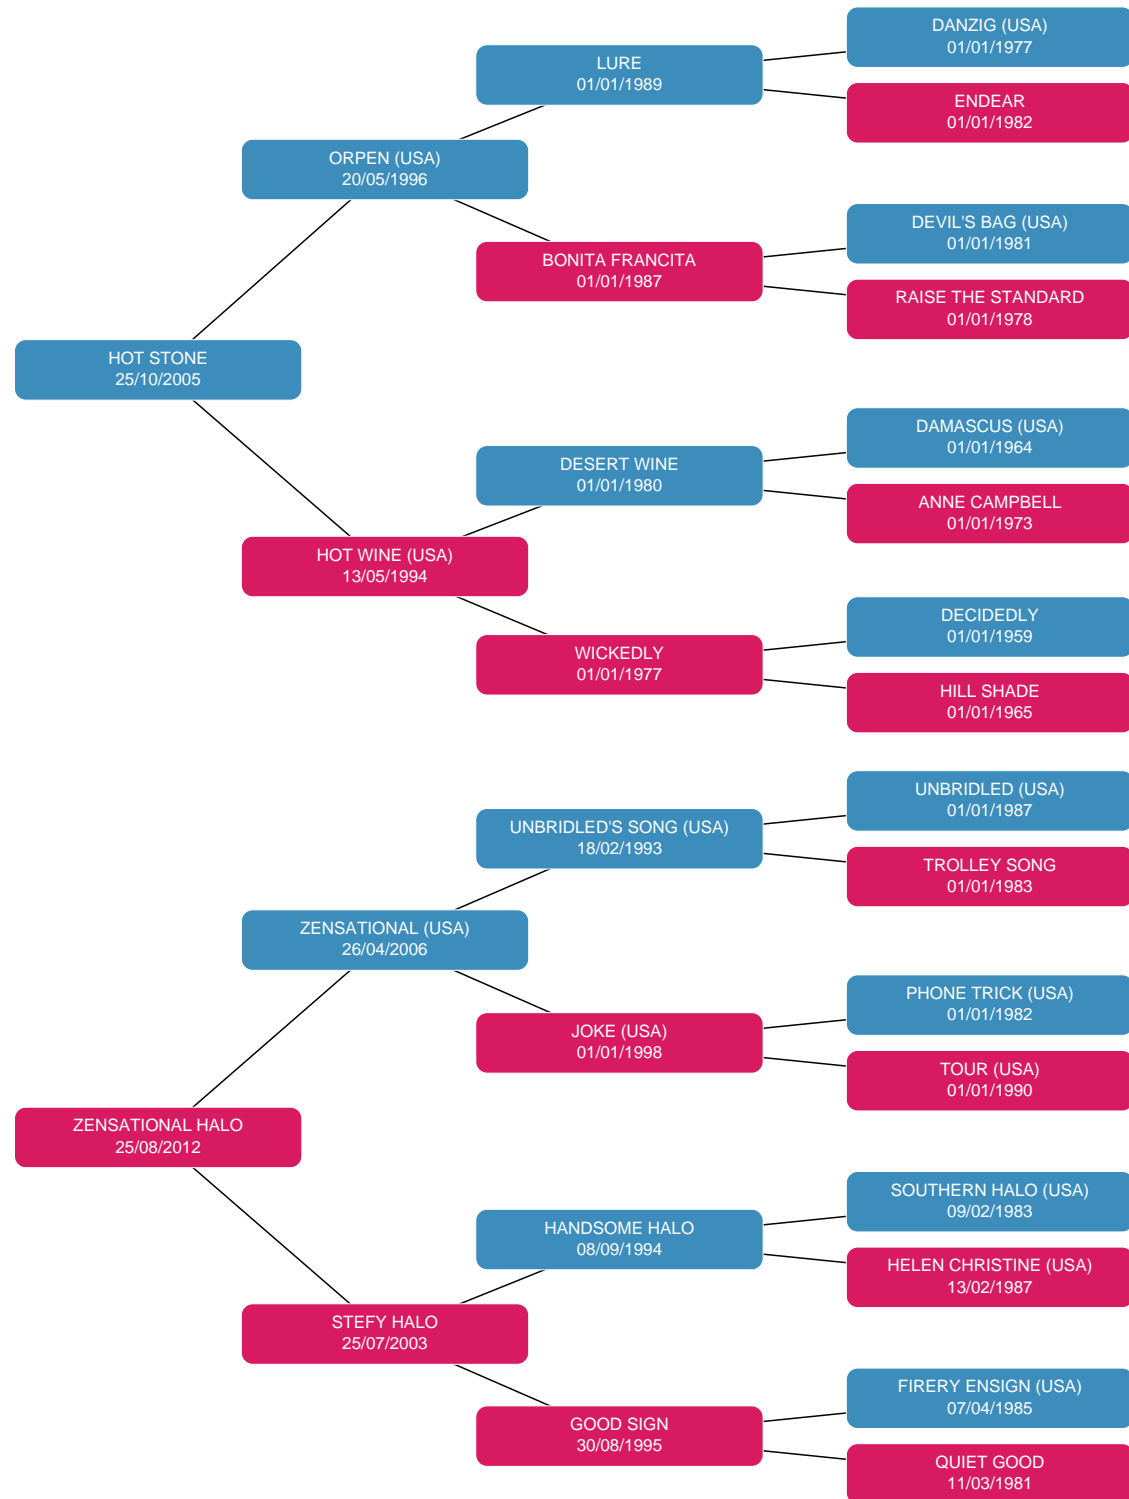 DANZIG (USA)
01/01/1977
LURE
01/01/1989
ENDEAR
01/01/1982
ORPEN (USA)
20/05/1996
DEVIL'S BAG (USA)
01/01/1981
BONITA FRANCITA
01/01/1987
RAISE THE STANDARD
01/01/1978
HOT STONE
25/10/2005
DAMASCUS (USA)
01/01/1964
DESERT WINE
01/01/1980
ANNE CAMPBELL
01/01/1973
HOT WINE (USA)
13/05/1994
DECIDEDLY
01/01/1959
WICKEDLY
01/01/1977
HILL SHADE
01/01/1965
UNBRIDLED (USA)
01/01/1987
UNBRIDLED'S SONG (USA)
18/02/1993
TROLLEY SONG
01/01/1983
ZENSATIONAL (USA)
26/04/2006
PHONE TRICK (USA)
01/01/1982
JOKE (USA)
01/01/1998
TOUR (USA)
01/01/1990
ZENSATIONAL HALO
25/08/2012
SOUTHERN HALO (USA)
09/02/1983
HANDSOME HALO
08/09/1994
HELEN CHRISTINE (USA)
13/02/1987
STEFY HALO
25/07/2003
FIRERY ENSIGN (USA)
07/04/1985
GOOD SIGN
30/08/1995
QUIET GOOD
11/03/1981